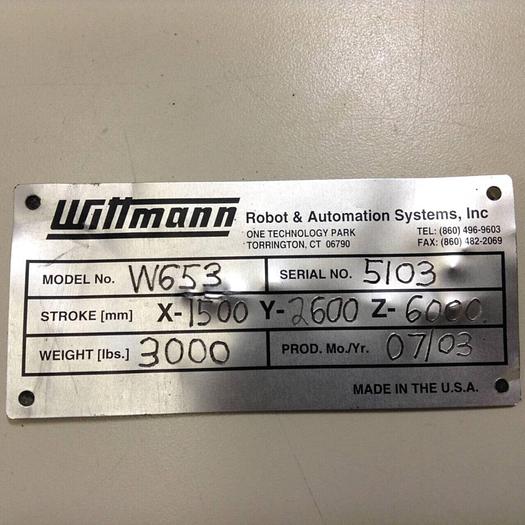 Wittmann Robot & Automation Systems, Inc
ONE TECHNOLOGY PARK TEL: (860) 496-9603
TORRINGTON, CT 06790 FAX: (860) 482-2069
MODEL No. W653 SERIAL NO. 5103
STROKE [mm] X-1500 Y-2600 Z-6000
WEIGHT [lbs.] 3000 PROD. Mo./Yr. 07/03
MADE IN THE U.S.A.